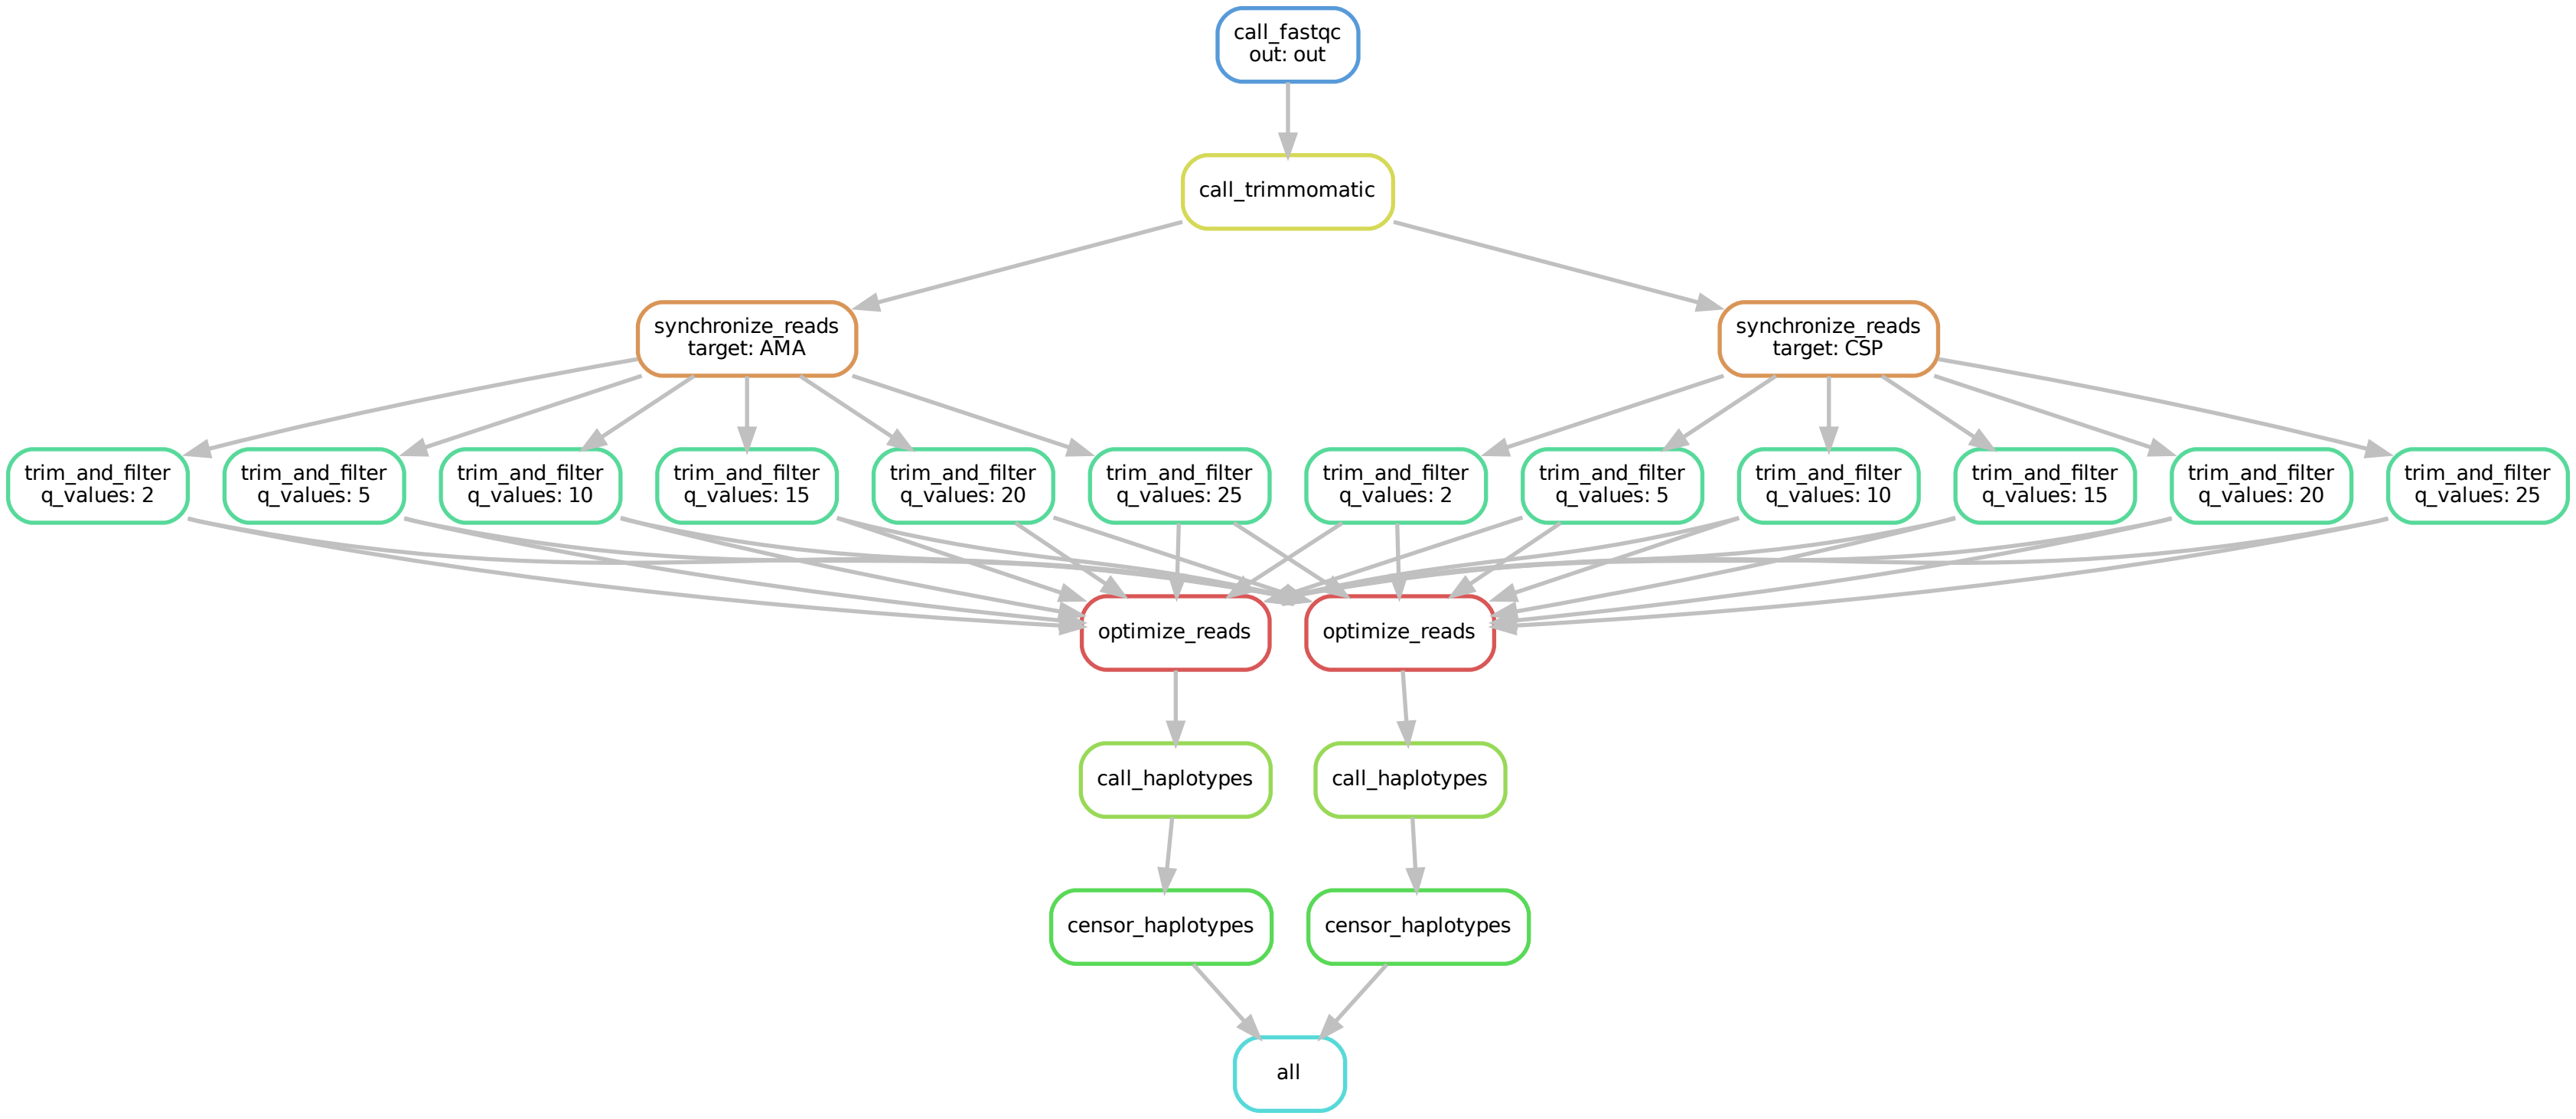 call_fastqc
out: out
call_trimmomatic
synchronize_reads
target: AMA
synchronize_reads
target: CSP
trim_and_filter
q_values: 2
trim_and_filter
q_values: 5
trim_and_filter
q_values: 10
trim_and_filter
q_values: 15
trim_and_filter
q_values: 20
trim_and_filter
q_values: 25
trim_and_filter
q_values: 2
trim_and_filter
q_values: 5
trim_and_filter
q_values: 10
trim_and_filter
q_values: 15
trim_and_filter
q_values: 20
trim_and_filter
q_values: 25
optimize_reads
optimize_reads
call_haplotypes
call_haplotypes
censor_haplotypes
censor_haplotypes
all